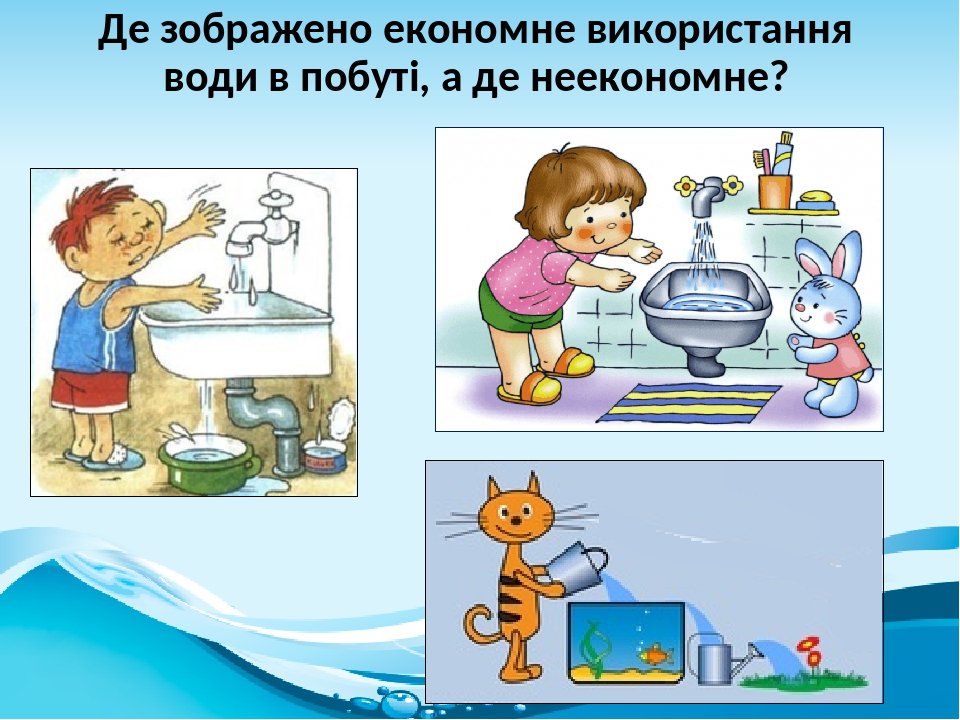 Де зображено економне використання
води в побуті, а де неекономне?